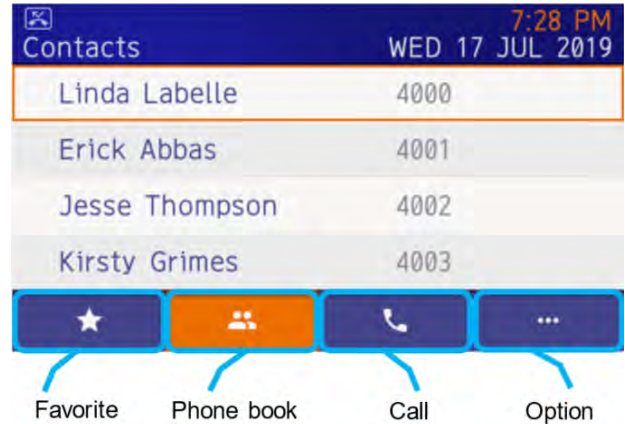 7:28 PM
Contacts WED 17 JUL 2019
Linda Labelle 4000
Erick Abbas 4001
Jesse Thompson 4002
Kirsty Grimes 4003
Favorite Phone book Call Option